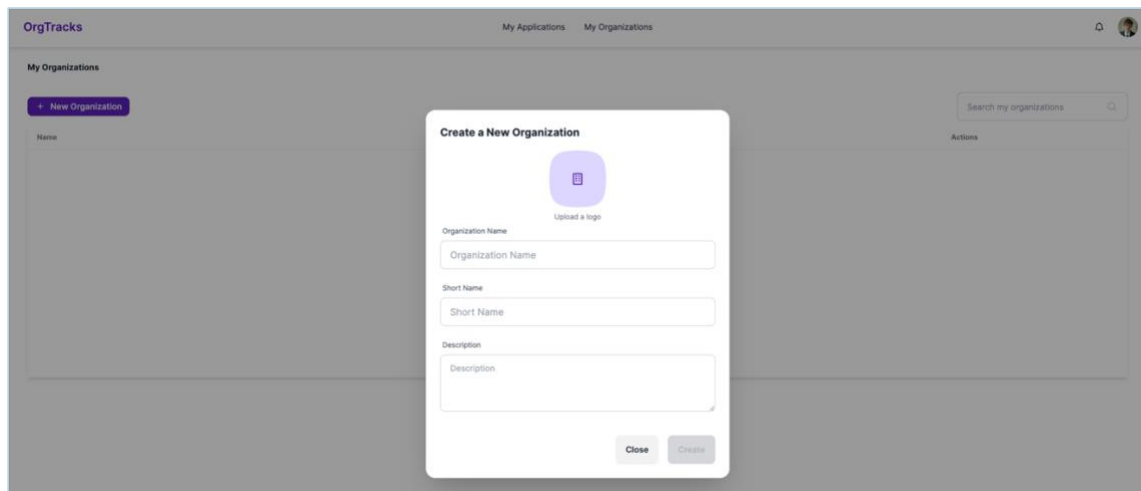 OrgTracks
My Applications My Organizations
My Organizations
+ New Organization
Search my organizations
Name
Actions
Create a New Organization
Upload a logo
Organization Name
Organization Name
Short Name
Short Name
Description
Description
Close Create